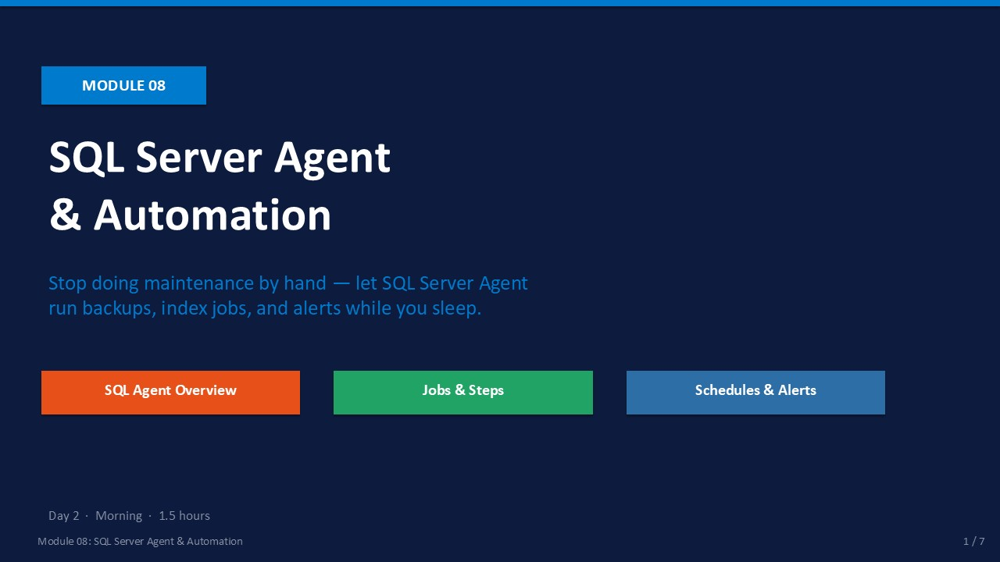 MODULE 08
SQL Server Agent
& Automation
Stop doing maintenance by hand — let SQL Server Agent
run backups, index jobs, and alerts while you sleep.
SQL Agent Overview
Jobs & Steps
Schedules & Alerts
Day 2 · Morning · 1.5 hours
Module 08: SQL Server Agent & Automation
1 / 7